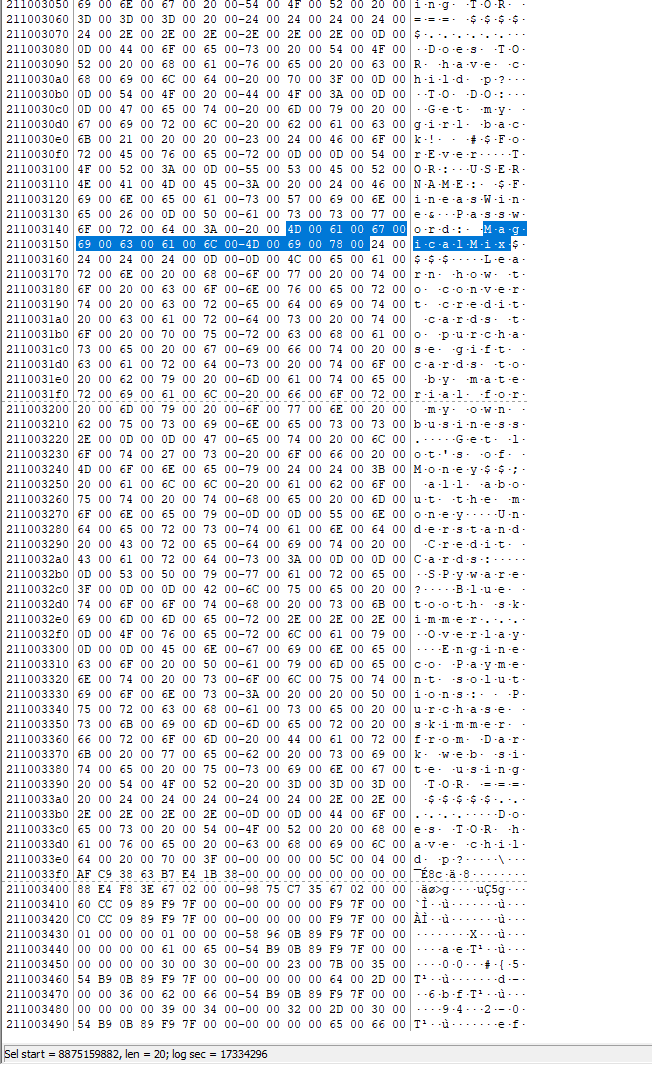 211003050 69 00 6E 00 67 00 20 00-54 00 4F 00 52 00 20 00 i·n·g· ·T·O·R· ·
211003060 3D 00 3D 00 3D 00 20 00-24 00 24 00 24 00 24 00 =·=·=· ·$·$·$·$·
211003070 24 00 2E 00 2E 00 2E 00-2E 00 2E 00 2E 00 0D 00 $·.·.·.·.·.·.···
211003080 0D 00 44 00 6F 00 65 00-73 00 20 00 54 00 4F 00 ··D·o·e·s· ·T·O·
211003090 52 00 20 00 68 00 61 00-76 00 65 00 20 00 63 00 R· ·h·a·v·e· ·c·
2110030a0 68 00 69 00 6C 00 64 00-20 00 70 00 3F 00 0D 00 h·i·l·d· ·p·?···
2110030b0 0D 00 54 00 4F 00 20 00-44 00 4F 00 3A 00 0D 00 ··T·O· ·D·O·:···
2110030c0 0D 00 47 00 65 00 74 00-20 00 6D 00 79 00 20 00 ··G·e·t· ·m·y· ·
2110030d0 67 00 69 00 72 00 6C 00-20 00 62 00 61 00 63 00 g·i·r·l· ·b·a·c·
2110030e0 6B 00 21 00 20 00 20 00-23 00 24 00 46 00 6F 00 k·!· · ·#·$·F·o·
2110030f0 72 00 45 00 76 00 65 00-72 00 0D 00 0D 00 54 00 r·E·v·e·r·····T·
211003100 4F 00 52 00 3A 00 0D 00-55 00 53 00 45 00 52 00 O·R·:···U·S·E·R·
211003110 4E 00 41 00 4D 00 45 00-3A 00 20 00 24 00 46 00 N·A·M·E·:· ·$·F·
211003120 69 00 6E 00 65 00 61 00-73 00 57 00 69 00 6E 00 i·n·e·a·s·W·i·n·
211003130 65 00 26 00 0D 00 50 00-61 00 73 00 73 00 77 00 e·&···P·a·s·s·w·
211003140 6F 00 72 00 64 00 3A 00-20 00 4D 00 61 00 67 00 o·r·d·:· ·M·a·g·
211003150 69 00 63 00 61 00 6C 00-4D 00 69 00 78 00 24 00 i·c·a·l·M·i·x·$·
211003160 24 00 24 00 24 00 0D 00-0D 00 4C 00 65 00 61 00 $·$·$·····L·e·a·
211003170 72 00 6E 00 20 00 68 00-6F 00 77 00 20 00 74 00 r·n· ·h·o·w· ·t·
211003180 6F 00 20 00 63 00 6F 00-6E 00 76 00 65 00 72 00 o· ·c·o·n·v·e·r·
211003190 74 00 20 00 63 00 72 00-65 00 64 00 69 00 74 00 t· ·c·r·e·d·i·t·
2110031a0 20 00 63 00 61 00 72 00-64 00 73 00 20 00 74 00  ·c·a·r·d·s· ·t·
2110031b0 6F 00 20 00 70 00 75 00-72 00 63 00 68 00 61 00 o· ·p·u·r·c·h·a·
2110031c0 73 00 65 00 20 00 67 00-69 00 66 00 74 00 20 00 s·e· ·g·i·f·t· ·
2110031d0 63 00 61 00 72 00 64 00-73 00 20 00 74 00 6F 00 c·a·r·d·s· ·t·o·
2110031e0 20 00 62 00 79 00 20 00-6D 00 61 00 74 00 65 00  ·b·y· ·m·a·t·e·
2110031f0 72 00 69 00 61 00 6C 00-20 00 66 00 6F 00 72 00 r·i·a·l· ·f·o·r·
211003200 20 00 6D 00 79 00 20 00-6F 00 77 00 6E 00 20 00  ·m·y· ·o·w·n· ·
211003210 62 00 75 00 73 00 69 00-6E 00 65 00 73 00 73 00 b·u·s·i·n·e·s·s·
211003220 2E 00 0D 00 0D 00 47 00-65 00 74 00 20 00 6C 00 .·····G·e·t· ·l·
211003230 6F 00 74 00 27 00 73 00-20 00 6F 00 66 00 20 00 o·t·'·s· ·o·f· ·
211003240 4D 00 6F 00 6E 00 65 00-79 00 24 00 24 00 3B 00 M·o·n·e·y·$·$·;·
211003250 20 00 61 00 6C 00 6C 00-20 00 61 00 62 00 6F 00  ·a·l·l· ·a·b·o·
211003260 75 00 74 00 20 00 74 00-68 00 65 00 20 00 6D 00 u·t· ·t·h·e· ·m·
211003270 6F 00 6E 00 65 00 79 00-0D 00 0D 00 55 00 6E 00 o·n·e·y·····U·n·
211003280 64 00 65 00 72 00 73 00-74 00 61 00 6E 00 64 00 d·e·r·s·t·a·n·d·
211003290 20 00 43 00 72 00 65 00-64 00 69 00 74 00 20 00  ·C·r·e·d·i·t· ·
2110032a0 43 00 61 00 72 00 64 00-73 00 3A 00 0D 00 0D 00 C·a·r·d·s·:·····
2110032b0 0D 00 53 00 50 00 79 00-77 00 61 00 72 00 65 00 ··S·P·y·w·a·r·e·
2110032c0 3F 00 0D 00 0D 00 42 00-6C 00 75 00 65 00 20 00 ?·····B·l·u·e· ·
2110032d0 74 00 6F 00 6F 00 74 00-68 00 20 00 73 00 6B 00 t·o·o·t·h· ·s·k·
2110032e0 69 00 6D 00 6D 00 65 00-72 00 2E 00 2E 00 2E 00 i·m·m·e·r·.·.·.·
2110032f0 0D 00 4F 00 76 00 65 00-72 00 6C 00 61 00 79 00 ··O·v·e·r·l·a·y·
211003300 0D 00 0D 00 45 00 6E 00-67 00 69 00 6E 00 65 00 ····E·n·g·i·n·e·
211003310 63 00 6F 00 20 00 50 00-61 00 79 00 6D 00 65 00 c·o· ·P·a·y·m·e·
211003320 6E 00 74 00 20 00 73 00-6F 00 6C 00 75 00 74 00 n·t· ·s·o·l·u·t·
211003330 69 00 6F 00 6E 00 73 00-3A 00 20 00 20 00 50 00 i·o·n·s·:· · ·P·
211003340 75 00 72 00 63 00 68 00-61 00 73 00 65 00 20 00 u·r·c·h·a·s·e· ·
211003350 73 00 6B 00 69 00 6D 00-6D 00 65 00 72 00 20 00 s·k·i·m·m·e·r· ·
211003360 66 00 72 00 6F 00 6D 00-20 00 44 00 61 00 72 00 f·r·o·m· ·D·a·r·
211003370 6B 00 20 00 77 00 65 00-62 00 20 00 73 00 69 00 k· ·w·e·b· ·s·i·
211003380 74 00 65 00 20 00 75 00-73 00 69 00 6E 00 67 00 t·e· ·u·s·i·n·g·
211003390 20 00 54 00 4F 00 52 00-20 00 3D 00 3D 00 3D 00  ·T·O·R· ·=·=·=·
2110033a0 20 00 24 00 24 00 24 00-24 00 24 00 2E 00 2E 00  ·$·$·$·$·$·.·.·
2110033b0 2E 00 2E 00 2E 00 2E 00-0D 00 0D 00 44 00 6F 00 .·.·.·.·····D·o·
2110033c0 65 00 73 00 20 00 54 00-4F 00 52 00 20 00 68 00 e·s· ·T·O·R· ·h·
2110033d0 61 00 76 00 65 00 20 00-63 00 68 00 69 00 6C 00 a·v·e· ·c·h·i·l·
2110033e0 64 00 20 00 70 00 3F 00-00 00 00 00 5C 00 04 00 d· ·p·?·····\···
2110033f0 AF C9 38 63 B7 E4 1B 38-00 00 00 00 00 00 00 00 ¯É8c·ä·8········
211003400 88 E4 F8 3E 67 02 00 00-98 75 C7 35 67 02 00 00 ·äø>g····uÇ5g···
211003410 60 CC 09 89 F9 7F 00 00-00 00 00 00 F9 7F 00 00 `Ì··ù·······ù···
211003420 C0 CC 09 89 F9 7F 00 00-00 00 00 00 F9 7F 00 00 ÀÌ··ù·······ù···
211003430 01 00 00 00 01 00 00 00-58 96 0B 89 F9 7F 00 00 ········X···ù···
211003440 00 00 00 00 61 00 65 00-54 B9 0B 89 F9 7F 00 00 ····a·e·T¹··ù···
211003450 00 00 00 00 30 00 30 00-00 00 23 00 7B 00 35 00 ····0·0···#·{·5·
211003460 54 B9 0B 89 F9 7F 00 00-00 00 00 00 64 00 2D 00 T¹··ù·······d·-·
211003470 00 00 36 00 62 00 66 00-54 B9 0B 89 F9 7F 00 00 ··6·b·f·T¹··ù···
211003480 00 00 00 00 39 00 34 00-00 00 32 00 2D 00 30 00 ····9·4···2·-·0·
211003490 54 B9 0B 89 F9 7F 00 00-00 00 00 00 65 00 66 00 T¹··ù·······e·f·
Sel start = 8875159882, len = 20; log sec = 17334296